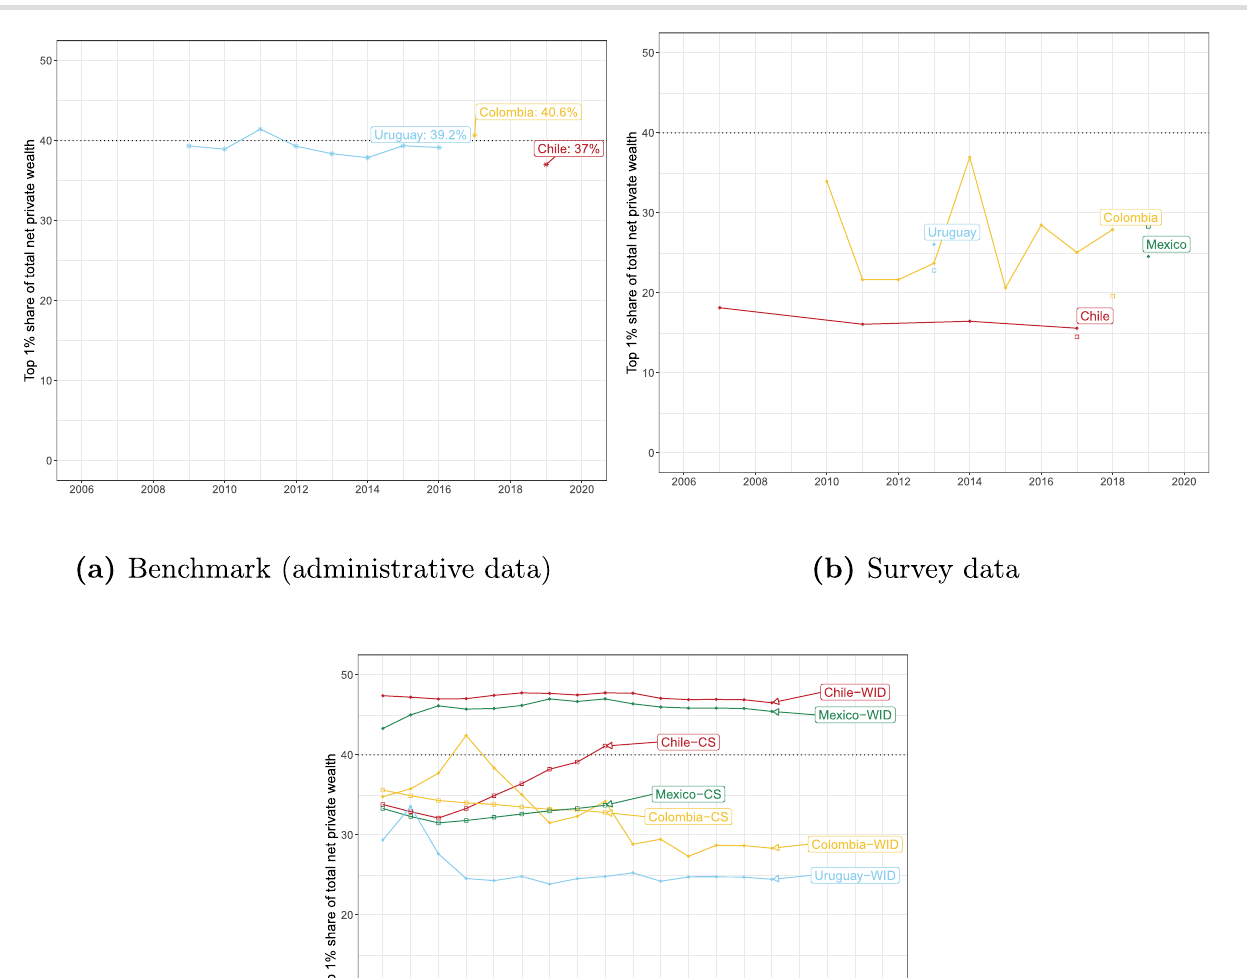 Top 1% share of total net private wealth
50
40
30
20
10
0
Colombia: 40.6%
Uruguay: 39.2%
Chile: 37%
2006 2008 2010 2012 2014 2016 2018 2020
(a) Benchmark (administrative data)
Top 1% share of total net private wealth
50
40
30
20
10
0
Colombia
Uruguay
Mexico
Chile
2006 2008 2010 2012 2014 2016 2018 2020
(b) Survey data
1% share of total net private wealth
50
40
30
20
Chile−WID
Mexico−WID
Chile−CS
Mexico−CS
Colombia−CS
Colombia−WID
Uruguay−WID